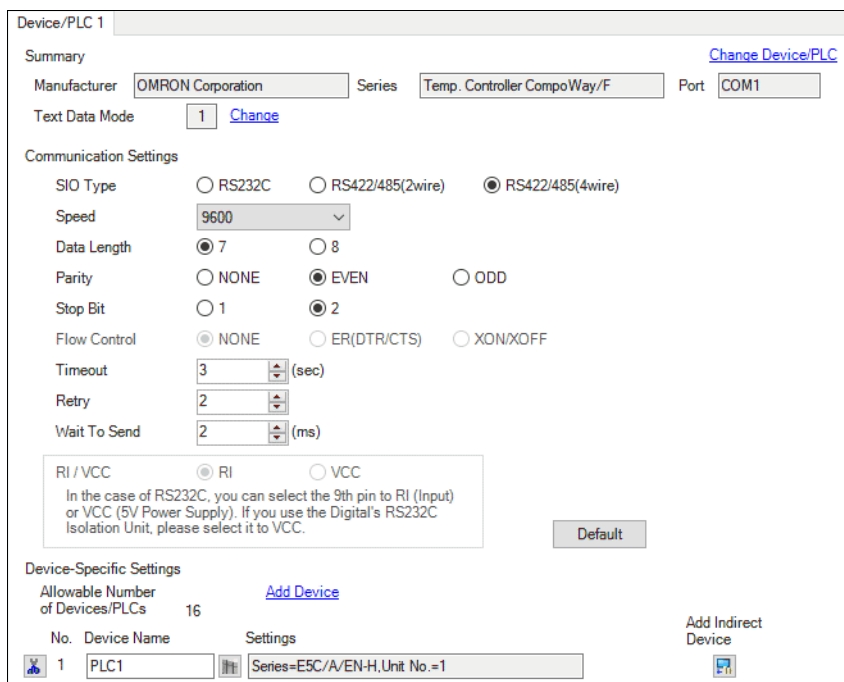 Device/PLC 1
Summary Change Device/PLC
Manufacturer OMRON Corporation Series Temp. Controller CompoWay/F Port COM1
Text Data Mode 1 Change
Communication Settings
SIO Type RS232C RS422/485(2wire) RS422/485(4wire)
Speed 9600
Data Length 7 8
Parity NONE EVEN ODD
Stop Bit 1 2
Flow Control NONE ER(DTR/CTS) XON/XOFF
Timeout 3 (sec)
Retry 2
Wait To Send 2 (ms)
RI / VCC RI VCC
In the case of RS232C, you can select the 9th pin to RI (Input)
or VCC (5V Power Supply). If you use the Digital's RS232C
Isolation Unit, please select it to VCC.
Default
Device-Specific Settings
Allowable Number Add Device
of Devices/PLCs 16
Add Indirect
No. Device Name Settings Device
1 PLC1 Series=E5C/A/EN-H,Unit No.=1